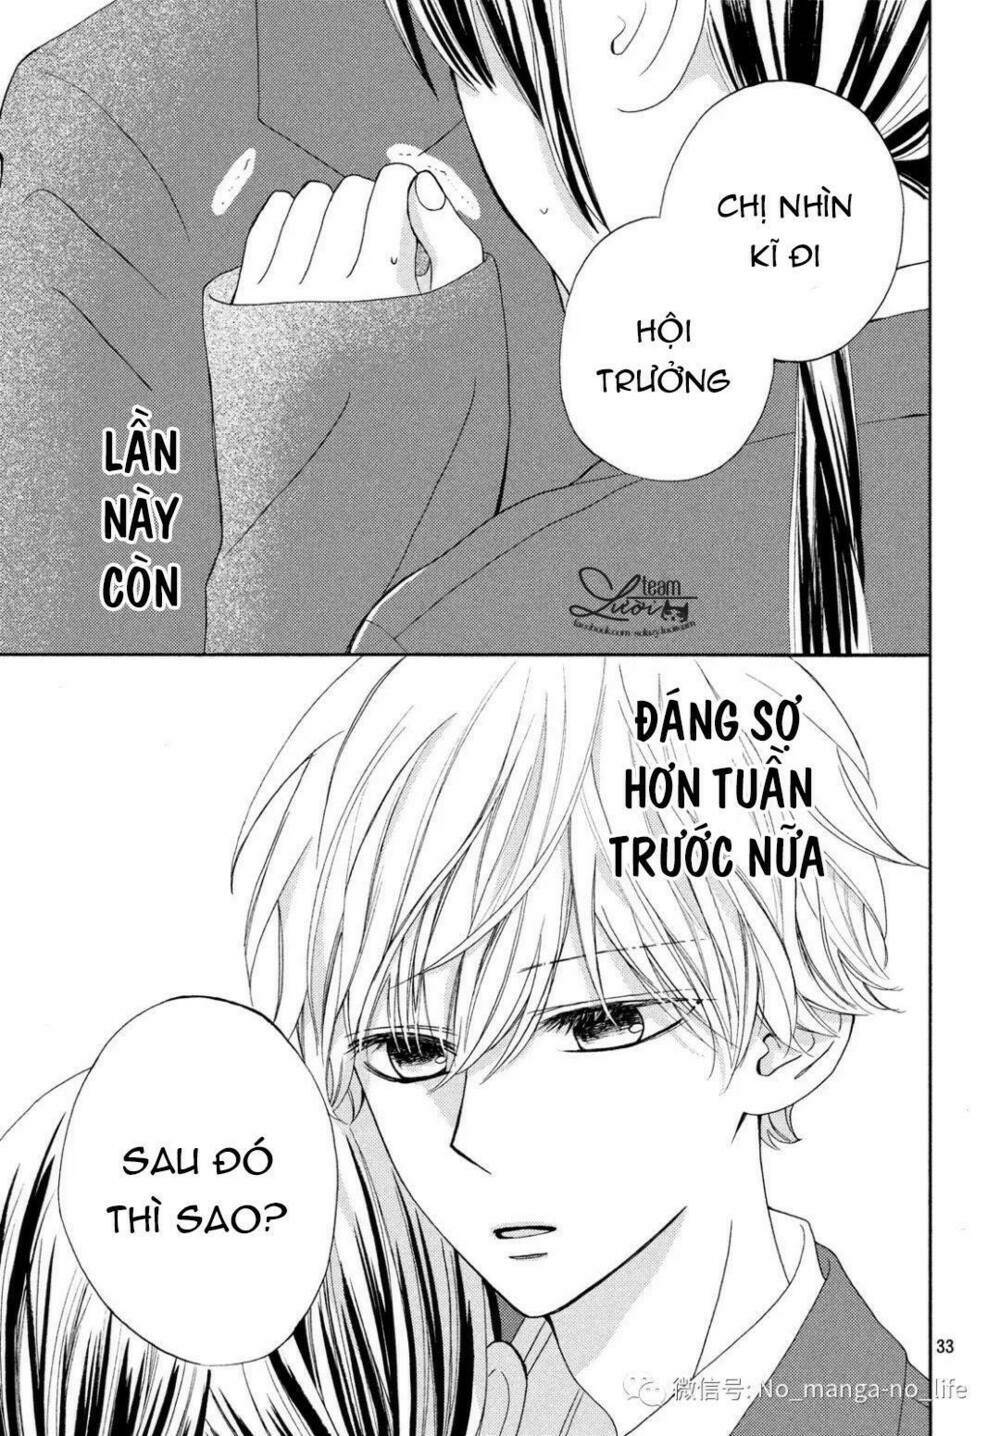 CHỊ NHÌN
KĨ ĐI
HỘI
TRƯỞNG
LẦN
NÀY
CÒN
team
Lười
ĐÁNG SỢ
HƠN TUẦN
TRƯỚC NỮA
SAU ĐÓ
THÌ SAO?
33
微信号: No_manga-no_life